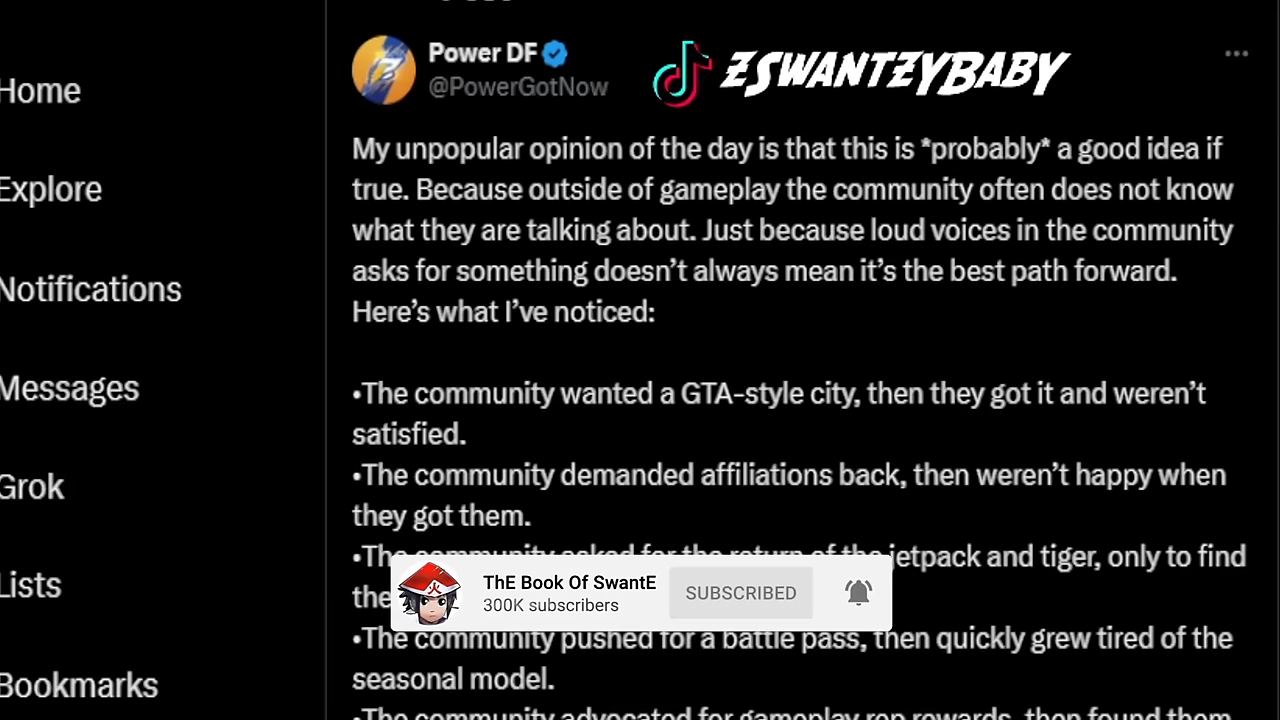 Power DF
@PowerGotNow
ZSWANTZYBABY
Home
Explore
Notifications
Messages
Grok
Lists
Bookmarks
My unpopular opinion of the day is that this is *probably* a good idea if
true. Because outside of gameplay the community often does not know
what they are talking about. Just because loud voices in the community
asks for something doesn’t always mean it’s the best path forward.
Here’s what I’ve noticed:
•The community wanted a GTA-style city, then they got it and weren’t
satisfied.
•The community demanded affiliations back, then weren’t happy when
they got them.
•The community asked for the return of the jetpack and tiger, only to find
the
ThE Book Of SwantE
300K subscribers
SUBSCRIBED
火
•The community pushed for a battle pass, then quickly grew tired of the
seasonal model.
•The community advocated for gameplay rep rewards, then found them